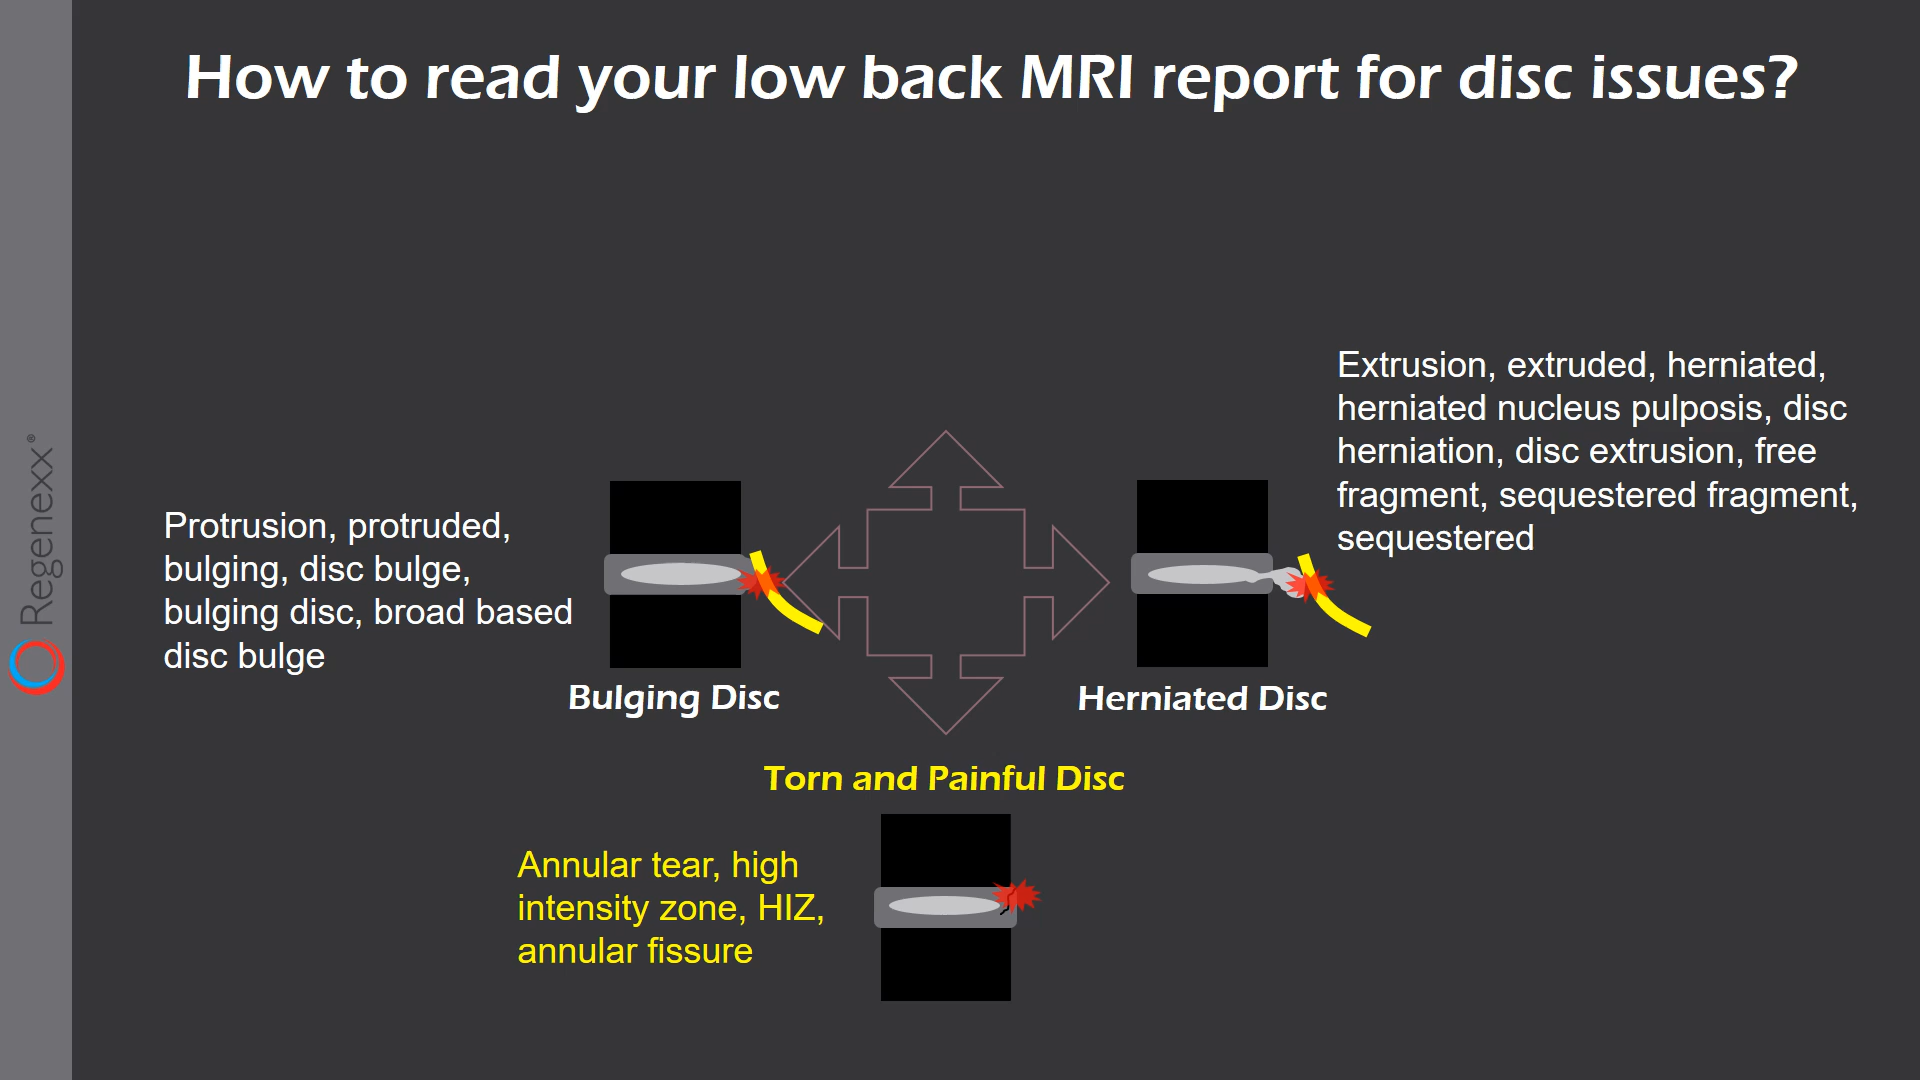 How to read your low back MRI report for disc issues?
Extrusion, extruded, herniated,
herniated nucleus pulposis, disc
herniation, disc extrusion, free
fragment, sequestered fragment,
sequestered
Protrusion, protruded,
bulging, disc bulge,
bulging disc, broad based
disc bulge
Bulging Disc
Herniated Disc
Torn and Painful Disc
Annular tear, high
intensity zone, HIZ,
annular fissure
Regenexx®